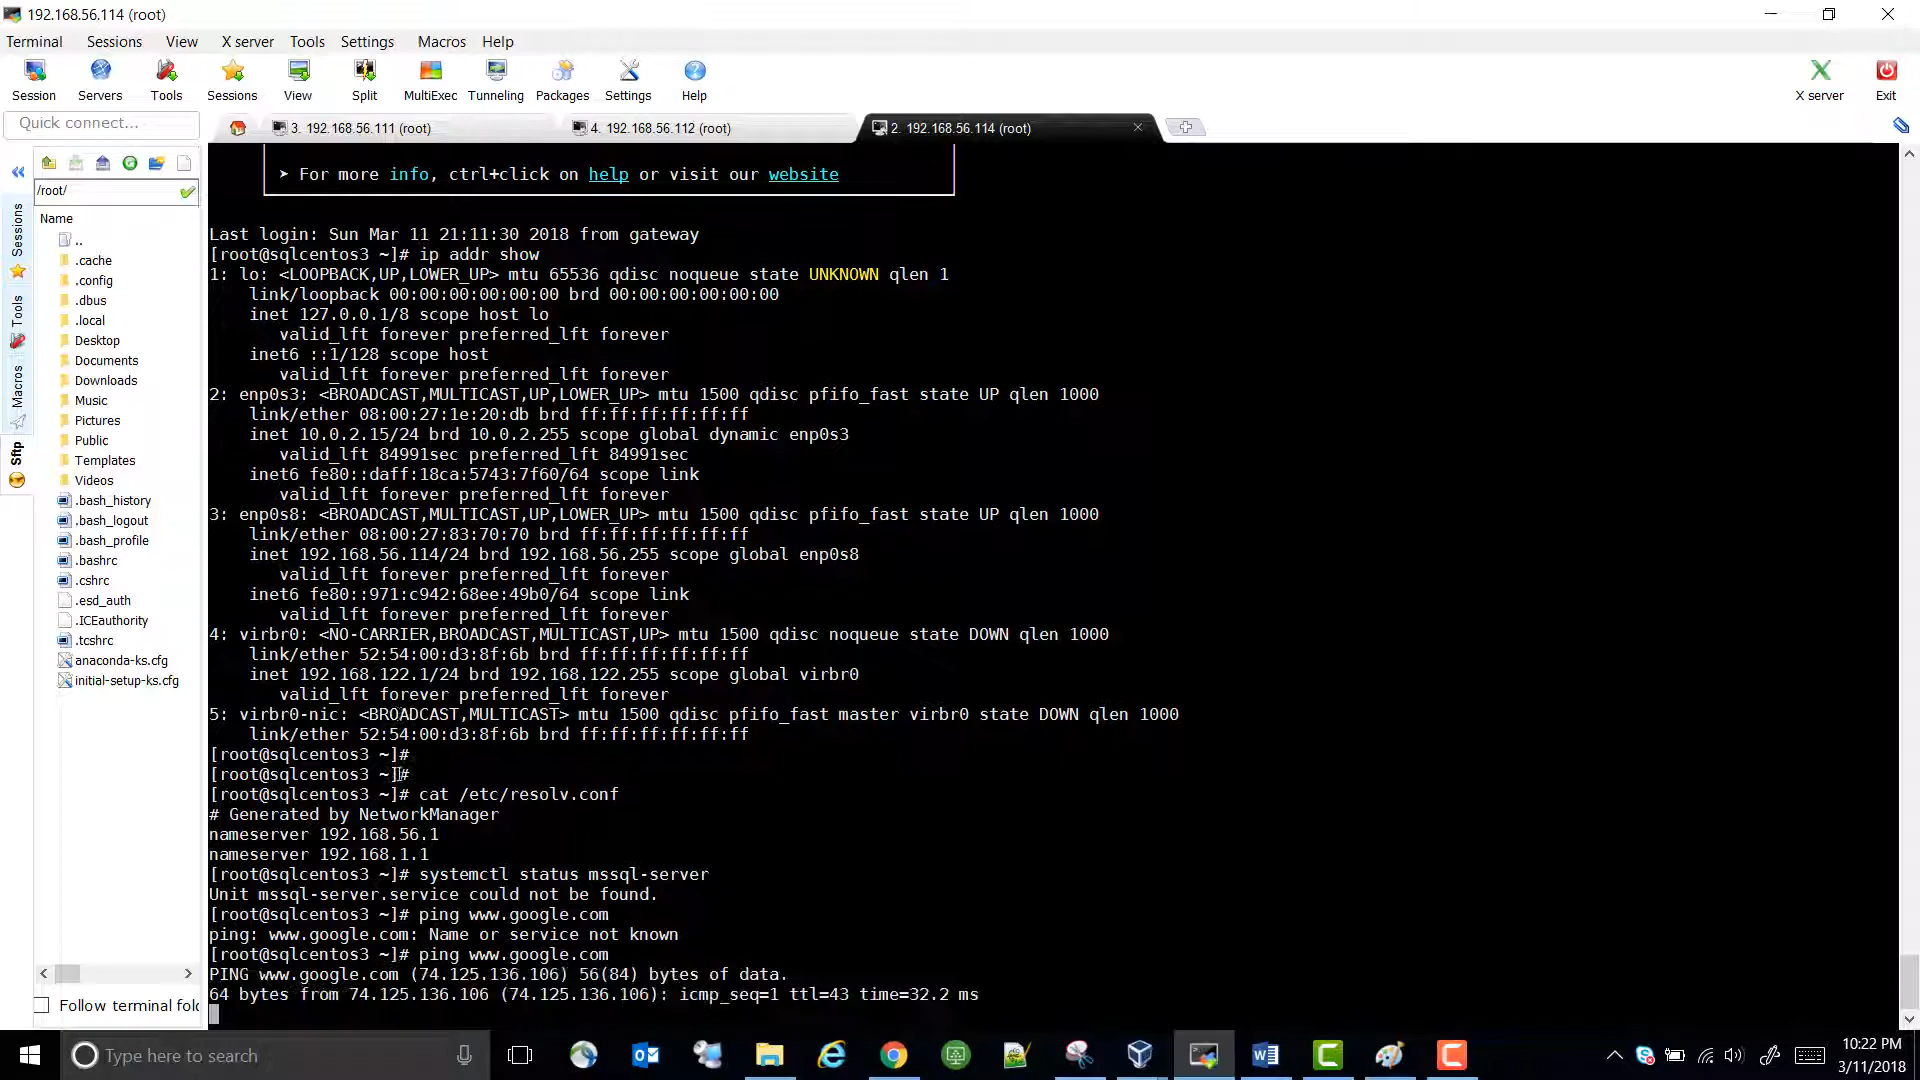 192.168.56.114 (root)
Terminal Sessions View X server Tools Settings Macros Help
Session Servers Tools Sessions View Split MultiExec Tunneling Packages Settings Help X server Exit
Quick connect...
3. 192.168.56.111 (root) 4. 192.168.56.112 (root) 2. 192.168.56.114 (root)
/root/
Name
..
.cache
.config
.dbus
.local
Desktop
Documents
Downloads
Music
Pictures
Public
Templates
Videos
.bash_history
.bash_logout
.bash_profile
.bashrc
.cshrc
.esd_auth
.ICEauthority
.tcshrc
anaconda-ks.cfg
initial-setup-ks.cfg
Follow terminal fol
Sessions
Tools
Macros
Sftp
➤ For more info, ctrl+click on help or visit our website
Last login: Sun Mar 11 21:11:30 2018 from gateway
[root@sqlcentos3 ~]# ip addr show
1: lo: <LOOPBACK,UP,LOWER_UP> mtu 65536 qdisc noqueue state UNKNOWN qlen 1
link/loopback 00:00:00:00:00:00 brd 00:00:00:00:00:00
inet 127.0.0.1/8 scope host lo
valid_lft forever preferred_lft forever
inet6 ::1/128 scope host
valid_lft forever preferred_lft forever
2: enp0s3: <BROADCAST,MULTICAST,UP,LOWER_UP> mtu 1500 qdisc pfifo_fast state UP qlen 1000
link/ether 08:00:27:1e:20:db brd ff:ff:ff:ff:ff:ff
inet 10.0.2.15/24 brd 10.0.2.255 scope global dynamic enp0s3
valid_lft 84991sec preferred_lft 84991sec
inet6 fe80::daff:18ca:5743:7f60/64 scope link
valid_lft forever preferred_lft forever
3: enp0s8: <BROADCAST,MULTICAST,UP,LOWER_UP> mtu 1500 qdisc pfifo_fast state UP qlen 1000
link/ether 08:00:27:83:70:70 brd ff:ff:ff:ff:ff:ff
inet 192.168.56.114/24 brd 192.168.56.255 scope global enp0s8
valid_lft forever preferred_lft forever
inet6 fe80::971:c942:68ee:49b0/64 scope link
valid_lft forever preferred_lft forever
4: virbr0: <NO-CARRIER,BROADCAST,MULTICAST,UP> mtu 1500 qdisc noqueue state DOWN qlen 1000
link/ether 52:54:00:d3:8f:6b brd ff:ff:ff:ff:ff:ff
inet 192.168.122.1/24 brd 192.168.122.255 scope global virbr0
valid_lft forever preferred_lft forever
5: virbr0-nic: <BROADCAST,MULTICAST> mtu 1500 qdisc pfifo_fast master virbr0 state DOWN qlen 1000
link/ether 52:54:00:d3:8f:6b brd ff:ff:ff:ff:ff:ff
[root@sqlcentos3 ~]#
[root@sqlcentos3 ~]#
[root@sqlcentos3 ~]# cat /etc/resolv.conf
# Generated by NetworkManager
nameserver 192.168.56.1
nameserver 192.168.1.1
[root@sqlcentos3 ~]# systemctl status mssql-server
Unit mssql-server.service could not be found.
[root@sqlcentos3 ~]# ping www.google.com
ping: www.google.com: Name or service not known
[root@sqlcentos3 ~]# ping www.google.com
PING www.google.com (74.125.136.106) 56(84) bytes of data.
64 bytes from 74.125.136.106 (74.125.136.106): icmp_seq=1 ttl=43 time=32.2 ms
Type here to search
10:22 PM
3/11/2018